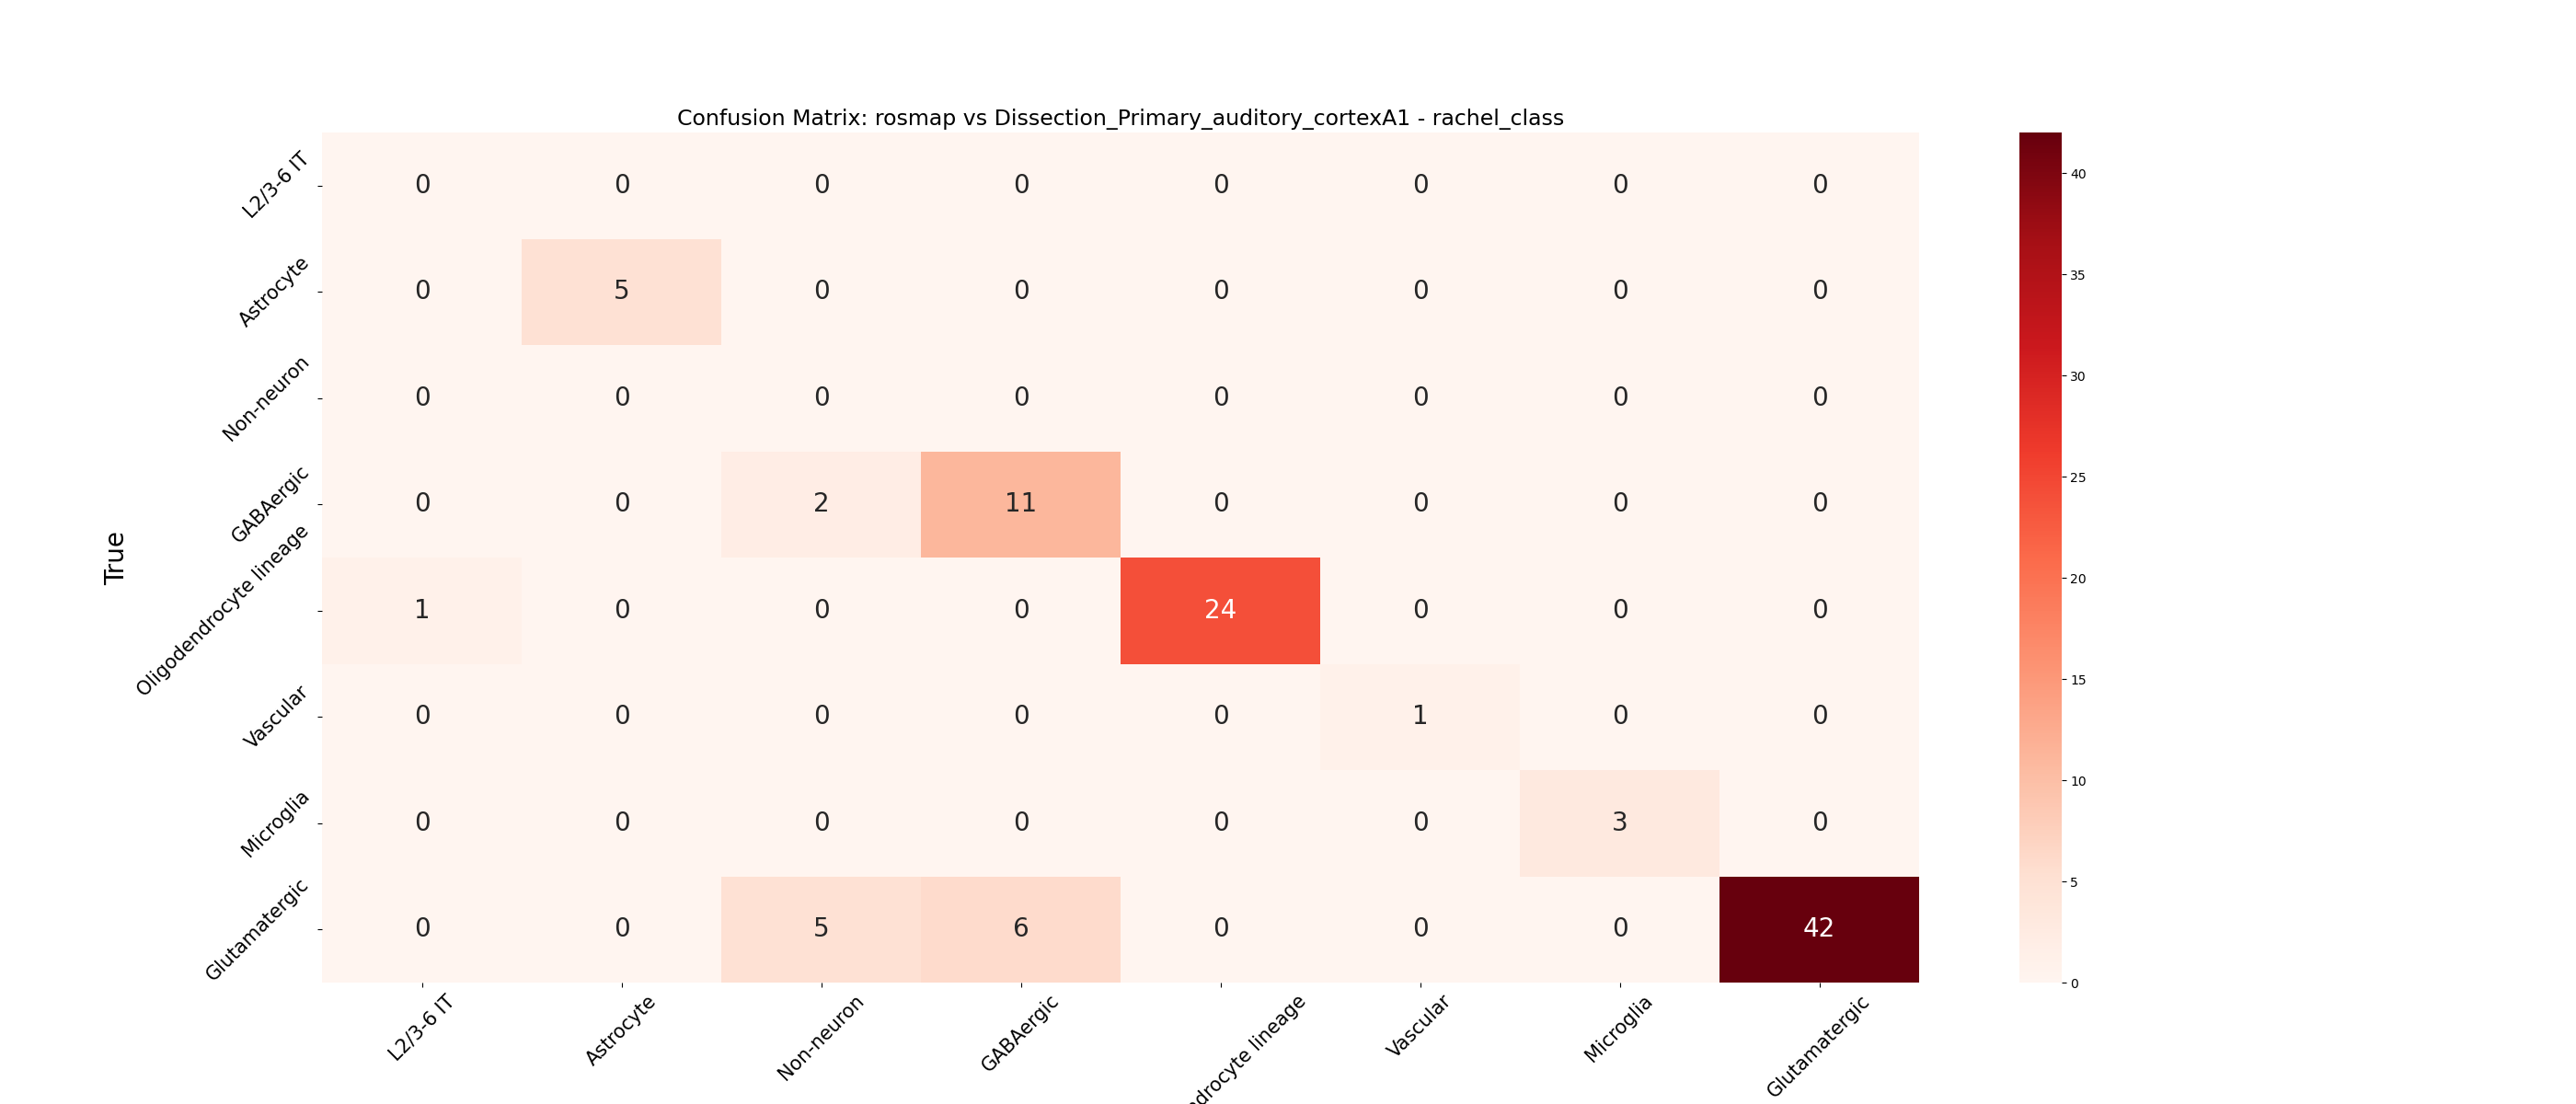 Confusion Matrix: rosmap vs Dissection_Primary_auditory_cortexA1 - rachel_class
True
L2/3-6 IT 0 0 0 0 0 0 0 0
Astrocyte 0 5 0 0 0 0 0 0
Non-neuron 0 0 0 0 0 0 0 0
GABAergic 0 0 2 11 0 0 0 0
Oligodendrocyte lineage 1 0 0 0 24 0 0 0
Vascular 0 0 0 0 0 1 0 0
Microglia 0 0 0 0 0 0 3 0
Glutamatergic 0 0 5 6 0 0 0 42
L2/3-6 IT Astrocyte Non-neuron GABAergic ndrocyte lineage Vascular Microglia Glutamatergic
40
35
30
25
20
15
10
5
0